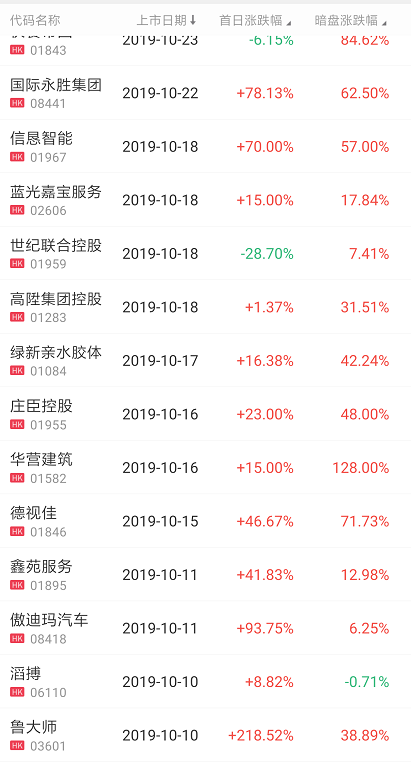 代码名称 上市日期 首日涨跌幅 暗盘涨跌幅
2019-10-23 -6.15% 84.62%
HK 01843
国际永胜集团
HK 08441 2019-10-22 +78.13% 62.50%
信恳智能
HK 01967 2019-10-18 +70.00% 57.00%
蓝光嘉宝服务
HK 02606 2019-10-18 +15.00% 17.84%
世纪联合控股
HK 01959 2019-10-18 -28.70% 7.41%
高陞集团控股
HK 01283 2019-10-18 +1.37% 31.51%
绿新亲水胶体
HK 01084 2019-10-17 +16.38% 42.24%
庄臣控股
HK 01955 2019-10-16 +23.00% 48.00%
华营建筑
HK 01582 2019-10-16 +15.00% 128.00%
德视佳
HK 01846 2019-10-15 +46.67% 71.73%
鑫苑服务
HK 01895 2019-10-11 +41.83% 12.98%
傲迪玛汽车
HK 08418 2019-10-11 +93.75% 6.25%
滔搏
HK 06110 2019-10-10 +8.82% -0.71%
鲁大师
HK 03601 2019-10-10 +218.52% 38.89%